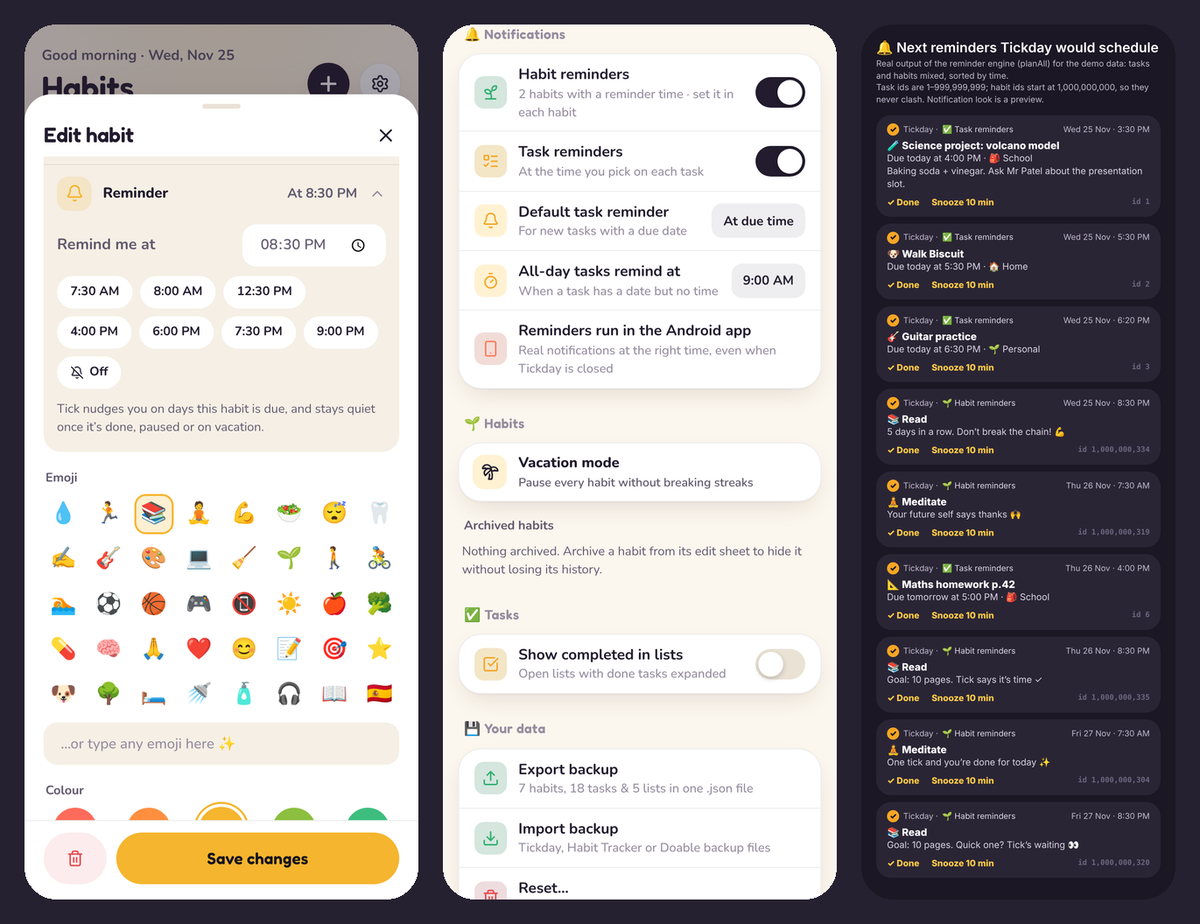 Good morning · Wed, Nov 25
Habits
Edit habit
Reminder
At 8:30 PM
Remind me at
08:30 PM
7:30 AM
8:00 AM
12:30 PM
4:00 PM
6:00 PM
7:30 PM
9:00 PM
Off
Tick nudges you on days this habit is due, and stays quiet
once it's done, paused or on vacation.
Emoji
...or type any emoji here ✨
Colour
Save changes
🔔 Notifications
Habit reminders
2 habits with a reminder time · set it in
each habit
Task reminders
At the time you pick on each task
Default task reminder
For new tasks with a due date
At due time
All-day tasks remind at
When a task has a date but no time
9:00 AM
Reminders run in the Android app
Real notifications at the right time, even when
Tickday is closed
🌱 Habits
Vacation mode
Pause every habit without breaking streaks
Archived habits
Nothing archived. Archive a habit from its edit sheet to hide it
without losing its history.
✅ Tasks
Show completed in lists
Open lists with done tasks expanded
💾 Your data
Export backup
7 habits, 18 tasks & 5 lists in one .json file
Import backup
Tickday, Habit Tracker or Doable backup files
Reset...
🔔 Next reminders Tickday would schedule
Real output of the reminder engine (planAll) for the demo data: tasks
and habits mixed, sorted by time.
Task ids are 1–999,999,999; habit ids start at 1,000,000,000, so they
never clash. Notification look is a preview.
Tickday · ✅ Task reminders
Wed 25 Nov · 3:30 PM
🧪 Science project: volcano model
Due today at 4:00 PM · 🎒 School
Baking soda + vinegar. Ask Mr Patel about the presentation
slot.
✓ Done Snooze 10 min
id 1
Tickday · ✅ Task reminders
Wed 25 Nov · 5:30 PM
🐶 Walk Biscuit
Due today at 5:30 PM · 🏠 Home
✓ Done Snooze 10 min
id 2
Tickday · ✅ Task reminders
Wed 25 Nov · 6:20 PM
🎸 Guitar practice
Due today at 6:30 PM · 🌱 Personal
✓ Done Snooze 10 min
id 3
Tickday · 🌱 Habit reminders
Wed 25 Nov · 8:30 PM
📚 Read
5 days in a row. Don't break the chain! 💪
✓ Done Snooze 10 min
id 1,000,000,334
Tickday · 🌱 Habit reminders
Thu 26 Nov · 7:30 AM
🧘 Meditate
Your future self says thanks 🙌
✓ Done Snooze 10 min
id 1,000,000,319
Tickday · ✅ Task reminders
Thu 26 Nov · 4:00 PM
📐 Maths homework p.42
Due tomorrow at 5:00 PM · 🎒 School
✓ Done Snooze 10 min
id 6
Tickday · 🌱 Habit reminders
Thu 26 Nov · 8:30 PM
📚 Read
Goal: 10 pages. Tick says it's time ✓
✓ Done Snooze 10 min
id 1,000,000,335
Tickday · 🌱 Habit reminders
Fri 27 Nov · 7:30 AM
🧘 Meditate
One tick and you're done for today ✨
✓ Done Snooze 10 min
id 1,000,000,304
Tickday · 🌱 Habit reminders
Fri 27 Nov · 8:30 PM
📚 Read
Goal: 10 pages. Quick one? Tick's waiting 👀
✓ Done Snooze 10 min
id 1,000,000,320